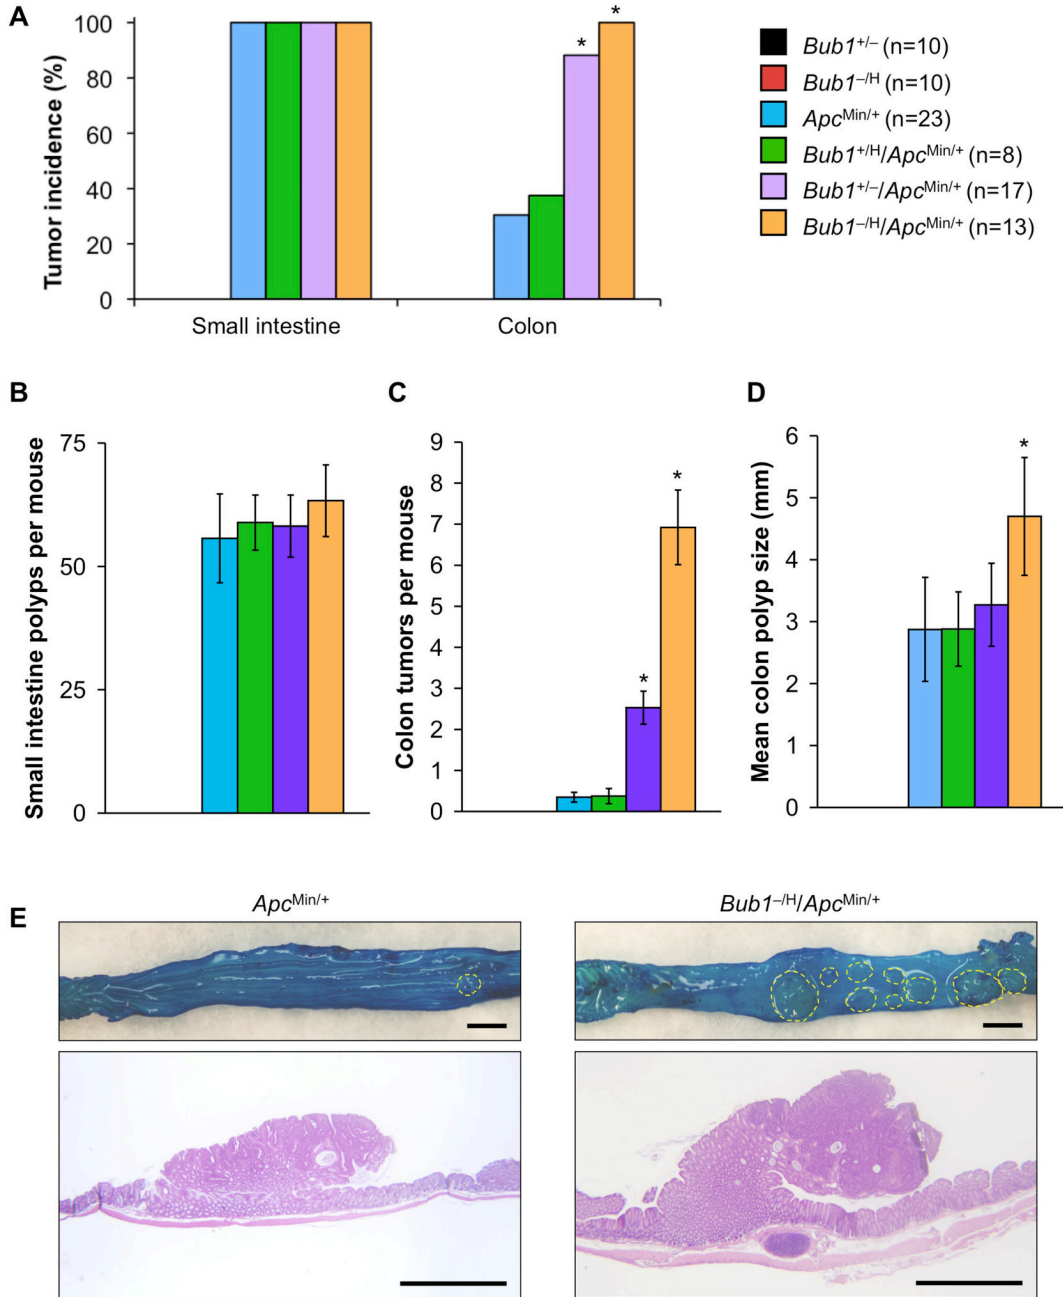 A
Tumor incidence (%)
100
80
60
40
20
0
Small intestine
Colon
*
*
Bub1+/– (n=10)
Bub1–/H (n=10)
ApcMin/+ (n=23)
Bub1+/H/ApcMin/+ (n=8)
Bub1+/–/ApcMin/+ (n=17)
Bub1–/H/ApcMin/+ (n=13)
B
Small intestine polyps per mouse
75
50
25
0
C
Colon tumors per mouse
9
8
7
6
5
4
3
2
1
0
*
*
D
Mean colon polyp size (mm)
6
5
4
3
2
1
0
*
E
ApcMin/+
Bub1–/H/ApcMin/+